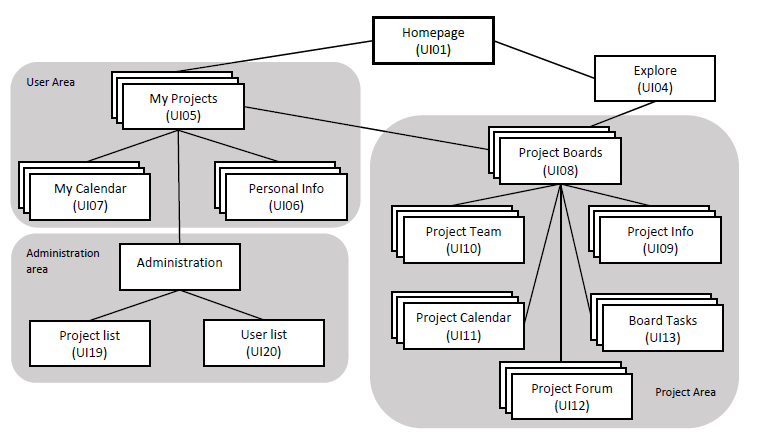 Homepage
(UI01)
Explore
(UI04)
User Area
My Projects
(UI05)
Project Boards
(UI08)
My Calendar
(UI07)
Personal Info
(UI06)
Project Team
(UI10)
Project Info
(UI09)
Administration
area
Administration
Project Calendar
(UI11)
Board Tasks
(UI13)
Project list
(UI19)
User list
(UI20)
Project Forum
(UI12)
Project Area